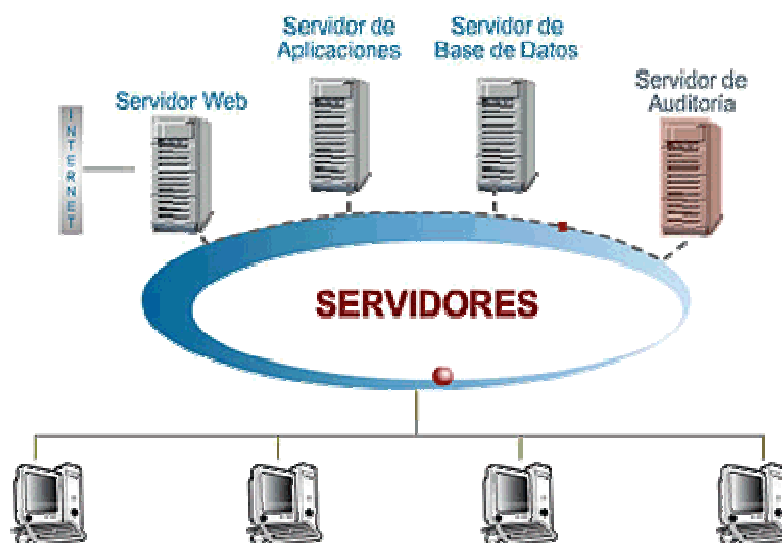 Servidor de
Aplicaciones
Servidor de
Base de Datos
Servidor de
Auditoria
Servidor Web
INTERNET
SERVIDORES